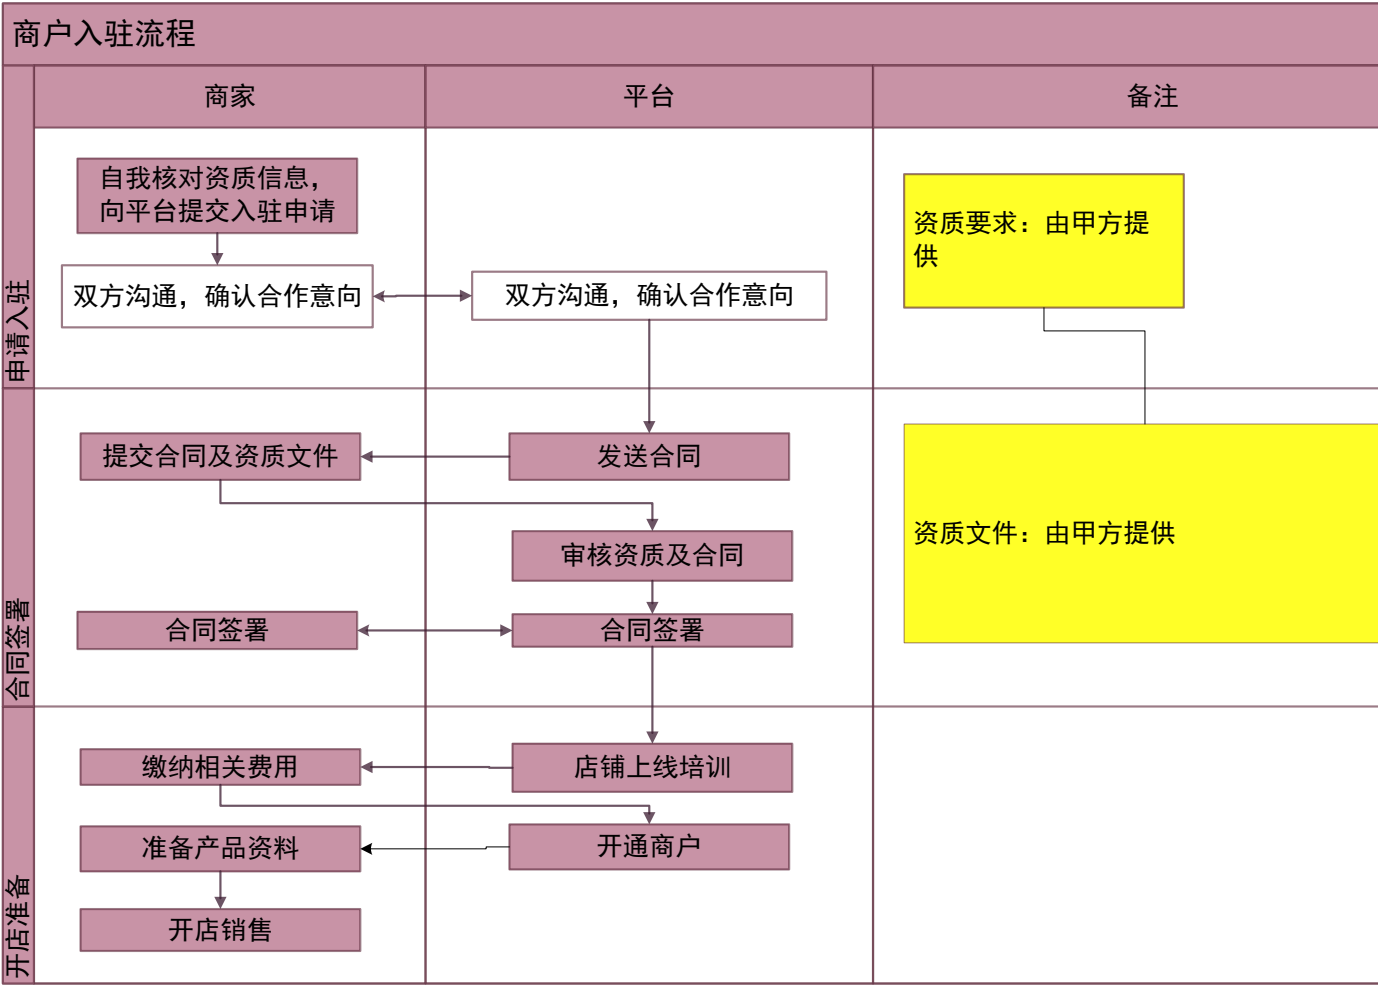 商户入驻流程
商家
平台
备注
申请入驻
自我核对资质信息，
向平台提交入驻申请
资质要求：由甲方提
供
双方沟通，确认合作意向
双方沟通，确认合作意向
合同签署
提交合同及资质文件
发送合同
资质文件：由甲方提供
审核资质及合同
合同签署
合同签署
开店准备
缴纳相关费用
店铺上线培训
准备产品资料
开通商户
开店销售